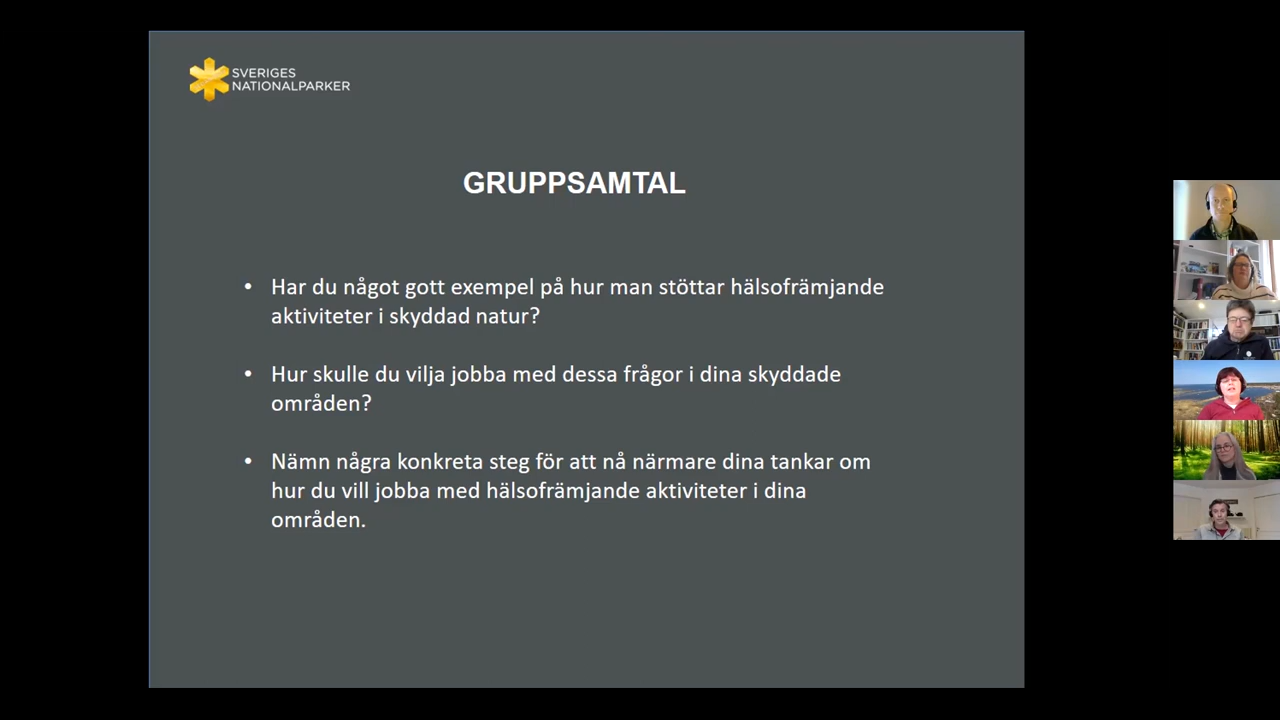 SVERIGES
NATIONALPARKER
GRUPPSAMTAL
• Har du något gott exempel på hur man stöttar hälsofrämjande
aktiviteter i skyddad natur?
• Hur skulle du vilja jobba med dessa frågor i dina skyddade
områden?
• Nämn några konkreta steg för att nå närmare dina tankar om
hur du vill jobba med hälsofrämjande aktiviteter i dina
områden.